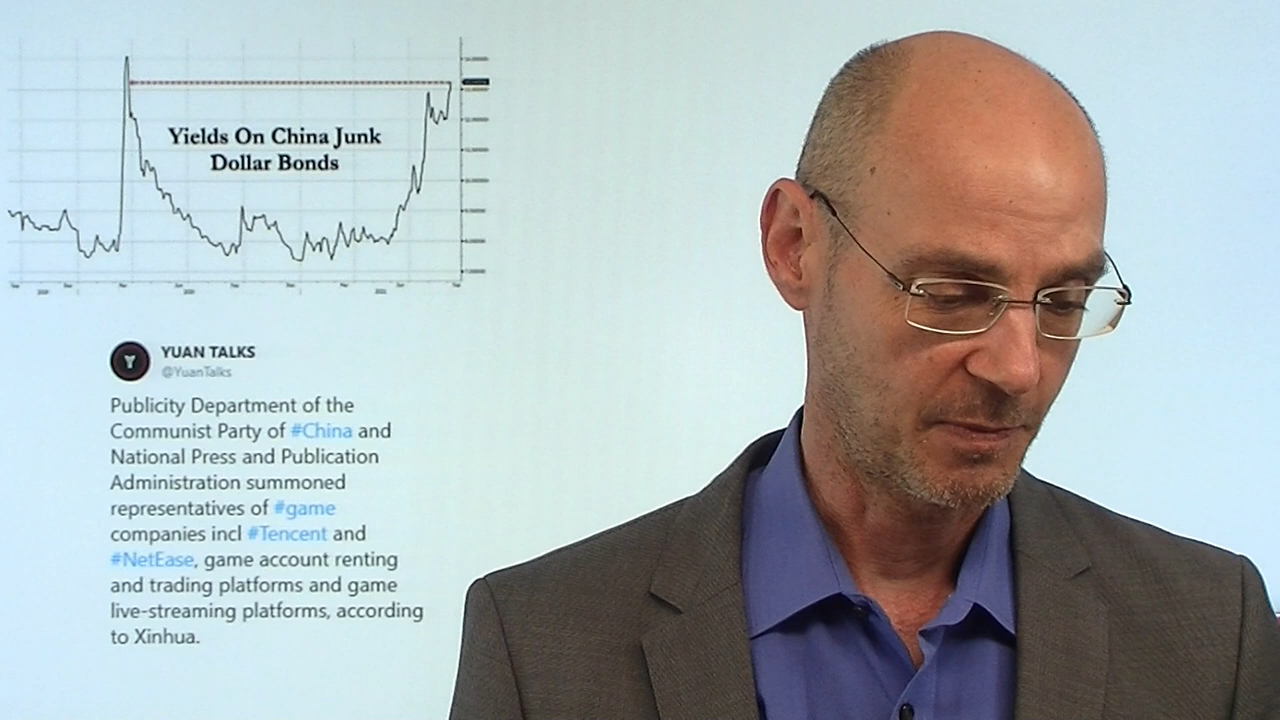 Yields On China Junk
Dollar Bonds
Y
YUAN TALKS
@YuanTalks
Publicity Department of the
Communist Party of #China and
National Press and Publication
Administration summoned
representatives of #game
companies incl #Tencent and
#NetEase, game account renting
and trading platforms and game
live-streaming platforms, according
to Xinhua.